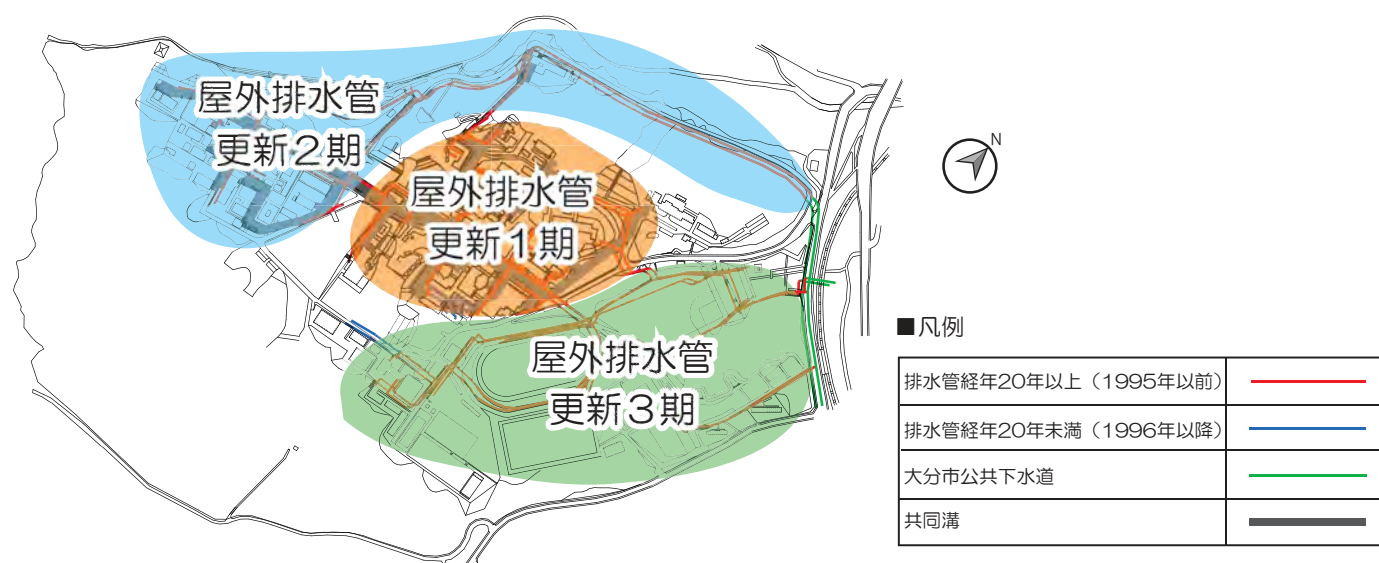 屋外排水管
更新2期
屋外排水管
更新1期
屋外排水管
更新3期
N
■凡例
排水管経年20年以上（1995年以前）
排水管経年20年未満（1996年以降）
大分市公共下水道
共同溝